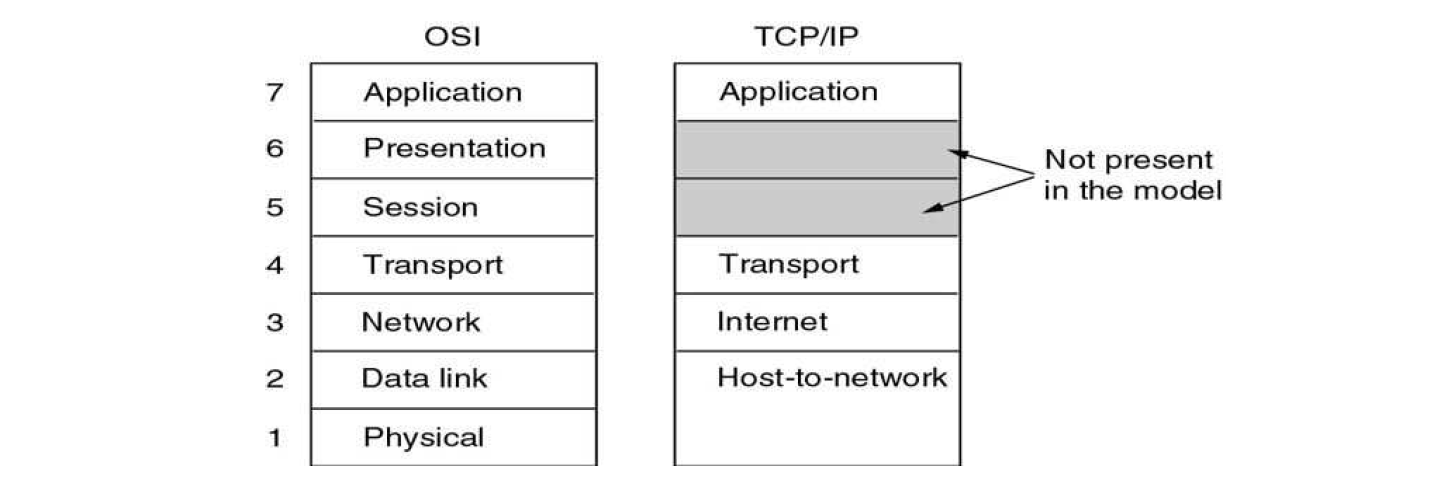 OSI TCP/IP
7 Application Application
6 Presentation
Not present
in the model
5 Session
4 Transport Transport
3 Network Internet
2 Data link Host-to-network
1 Physical